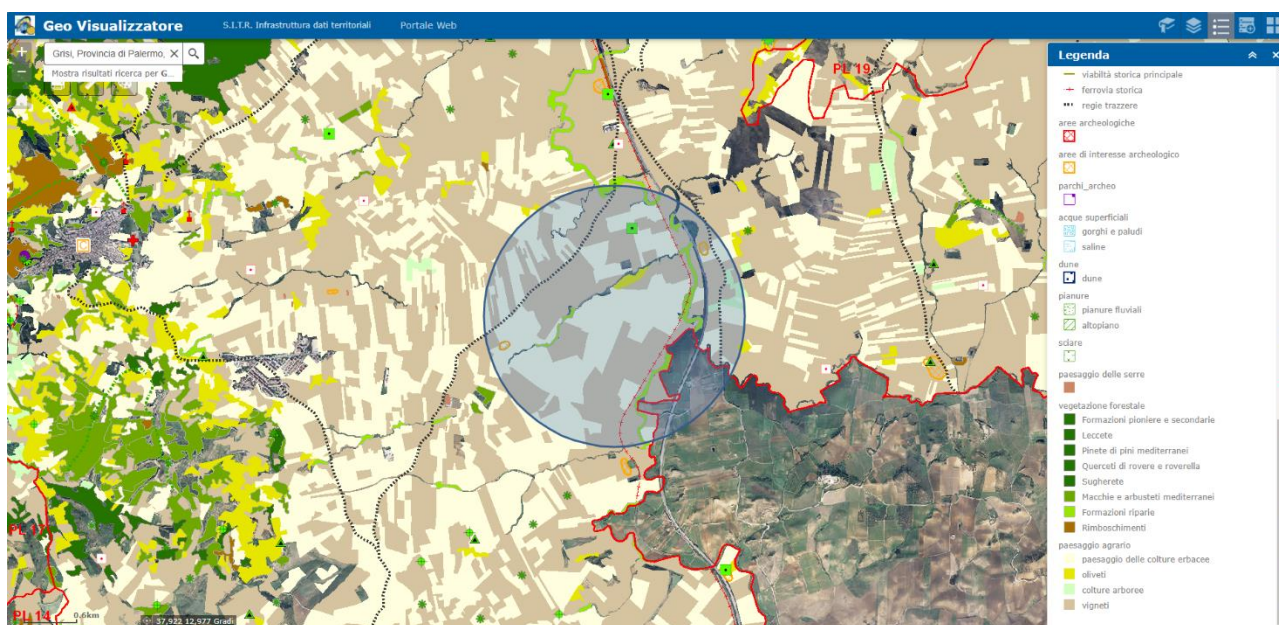 Geo Visualizzatore
S.I.T.R. Infrastruttura dati territoriali
Portale Web
Grisi, Provincia di Palermo,
Mostra risultati ricerca per G...
PL 19
PL 14
0.6km
37,922 12,977 Gradi
Legenda
viabiltà storica principale
ferrovia storica
regie trazzere
aree archeologiche
aree di interesse archeologico
parchi_archeo
acque superficiali
gorghi e paludi
saline
dune
dune
pianure
pianure fluviali
altopiano
sciare
paesaggio delle serre
vegetazione forestale
Formazioni pioniere e secondarie
Leccete
Pinete di pini mediterranei
Querceti di rovere e roverella
Sugherete
Macchie e arbusteti mediterranei
Formazioni riparie
Rimboschimenti
paesaggio agrario
paesaggio delle colture erbacee
oliveti
colture arboree
vigneti